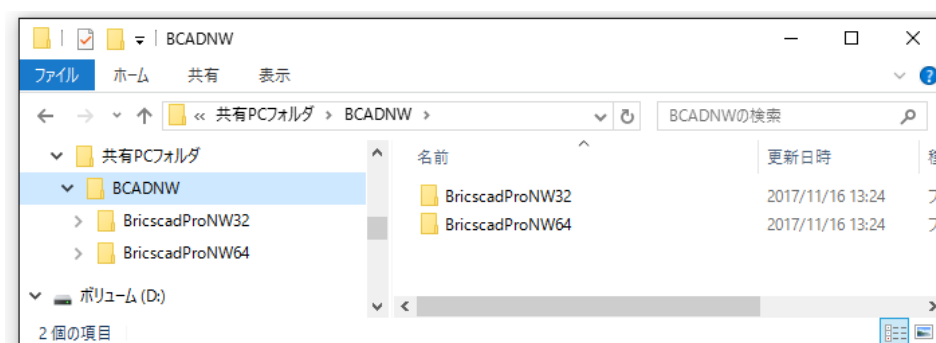 BCADNW
ファイル ホーム 共有 表示
« 共有PCフォルダ › BCADNW › BCADNWの検索
共有PCフォルダ
BCADNW
BricscadProNW32
BricscadProNW64
ボリューム (D:)
名前 更新日時
BricscadProNW32 2017/11/16 13:24
BricscadProNW64 2017/11/16 13:24
2 個の項目